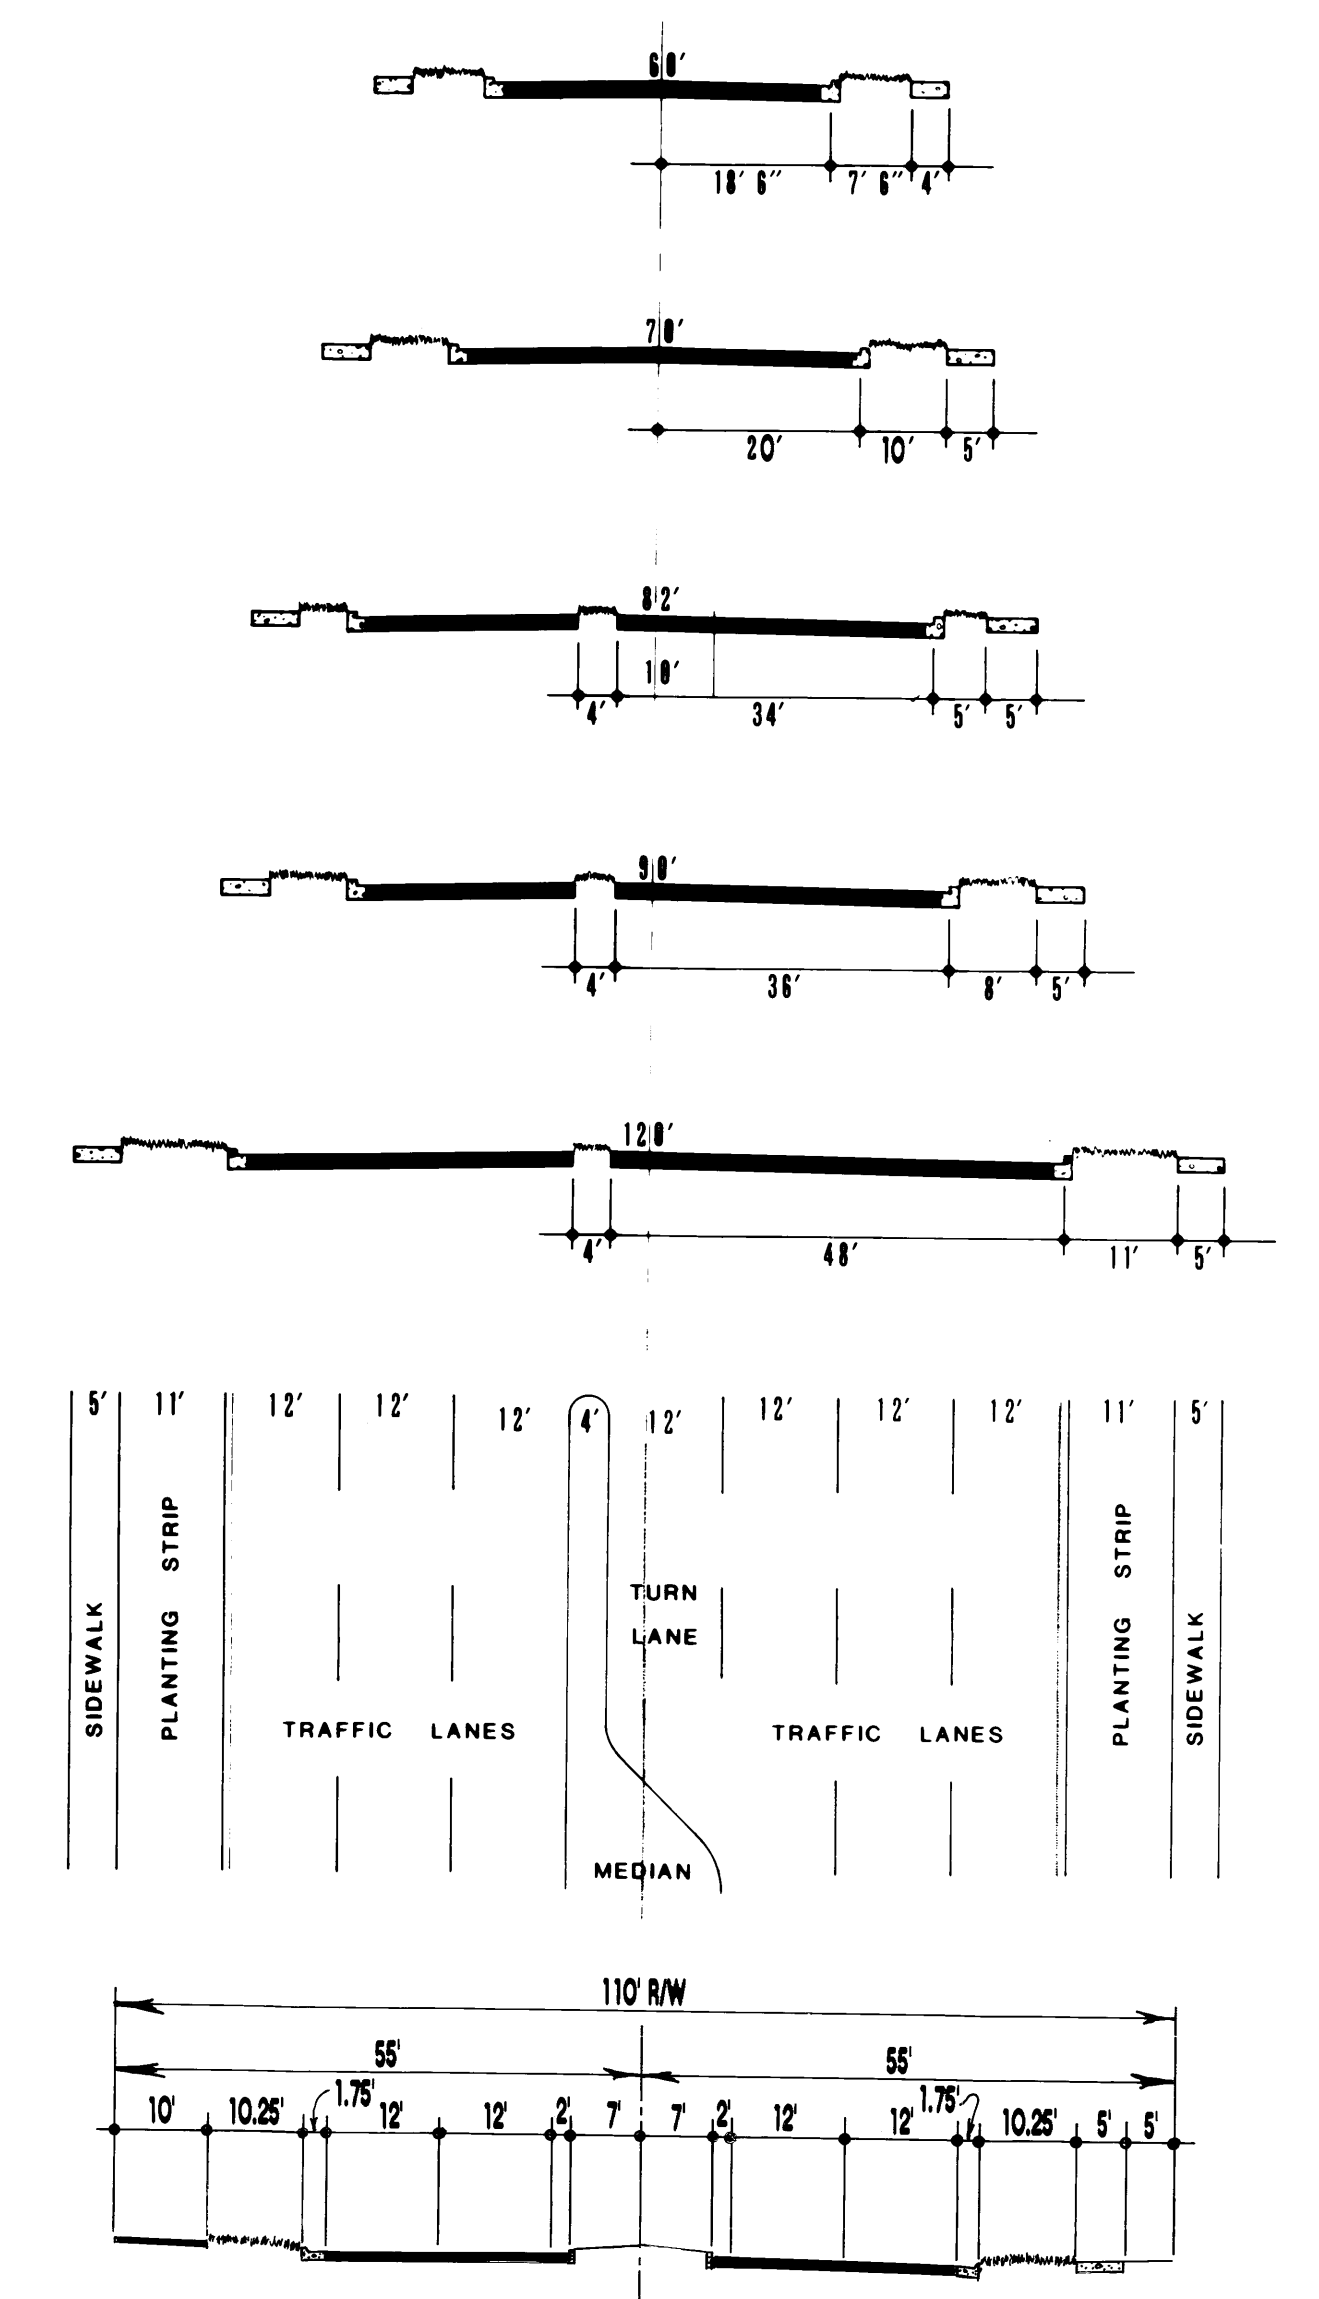 60'
18' 6" 7' 6" 4'
70'
20' 10' 5'
82'
10'
4' 34' 5' 5'
90'
4' 36' 8' 5'
120'
4' 48' 11' 5'
5' 11' 12' 12' 12' 4' 12' 12' 12' 12' 11' 5'
SIDEWALK
PLANTING STRIP
TRAFFIC LANES
TURN
LANE
MEDIAN
TRAFFIC LANES
PLANTING STRIP
SIDEWALK
110' R/W
55' 55'
10' 10.25' 1.75' 12' 12' 2' 7' 7' 2' 12' 12' 1.75' 10.25' 5' 5'